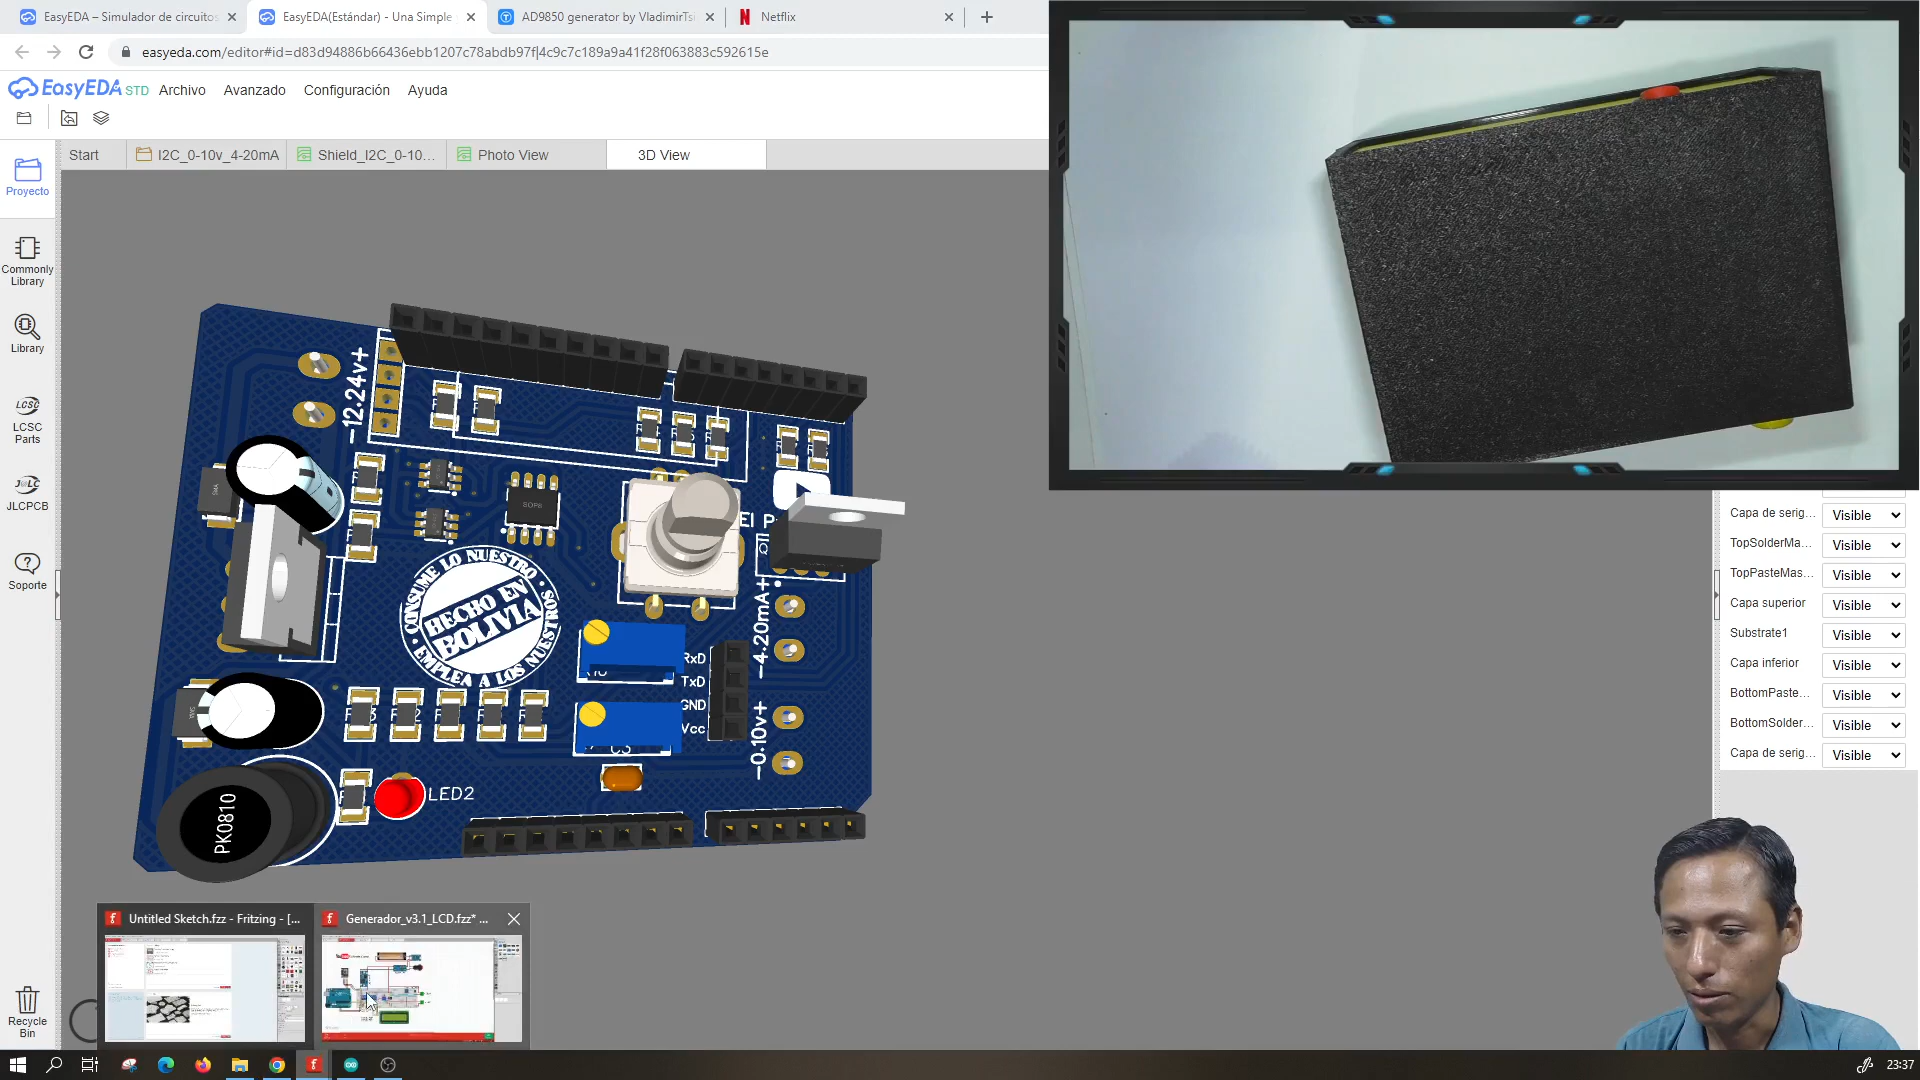 EasyEDA – Simulador de circuitos
EasyEDA(Estándar) - Una Simple
AD9850 generator by VladimirTsi
Netflix
easyeda.com/editor#id=d83d94886b66436ebb1207c78abdb97f|4c9c7c189a9a41f28f063883c592615e
EasyEDA STD
Archivo
Avanzado
Configuración
Ayuda
Start
I2C_0-10v_4-20mA
Shield_I2C_0-10...
Photo View
3D View
Proyecto
Commonly
Library
Library
LCSC
LCSC
Parts
JLCPCB
Soporte
Recycle
Bin
-12.24v+
SOP8
CONSUME LO NUESTRO
HECHO EN
BOLIVIA
EMPLEA A LOS NUESTROS
El P
-4.20mA+
RxD
TxD
GND
Vcc
-0.10v+
LED2
PK0810
Capa de serig...
Visible
TopSolderMa...
Visible
TopPasteMas...
Visible
Capa superior
Visible
Substrate1
Visible
Capa inferior
Visible
BottomPaste...
Visible
BottomSolder...
Visible
Capa de serig...
Visible
Untitled Sketch.fzz - Fritzing - [...
Generador_v3.1_LCD.fzz* ...
23:37